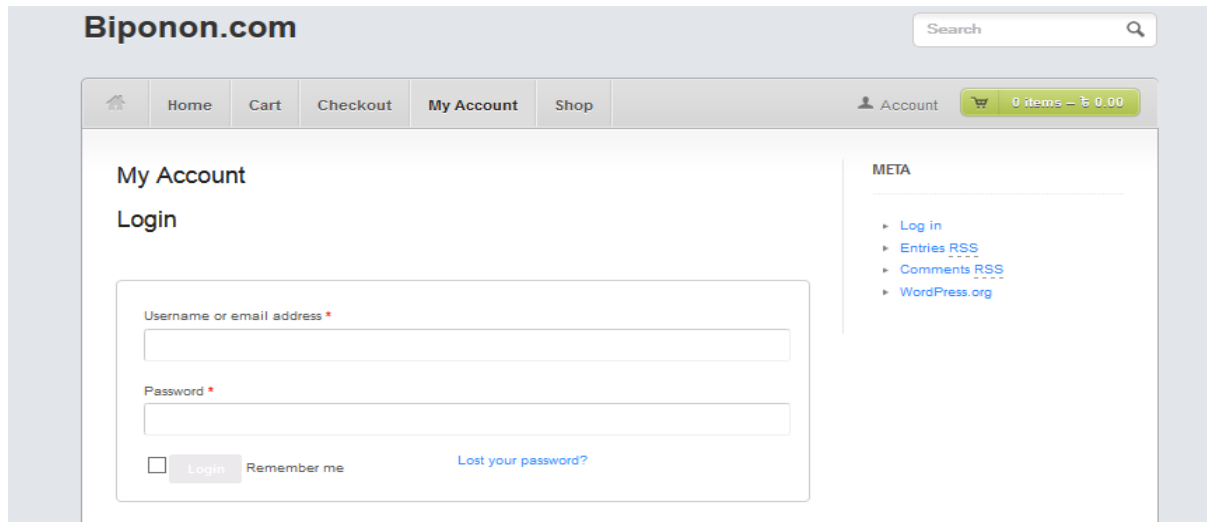 Biponon.com
Search
Home Cart Checkout My Account Shop
Account
0 items – ৳ 0.00
My Account
Login
Username or email address *
Password *
Login Remember me
Lost your password?
META
Log in
Entries RSS
Comments RSS
WordPress.org